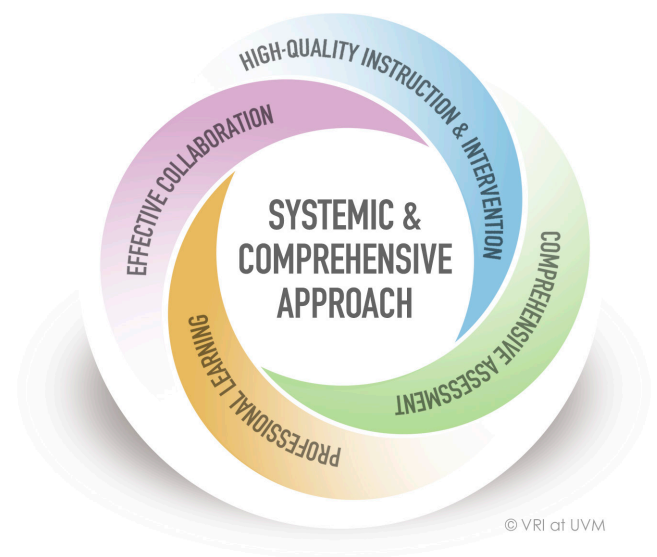 HIGH-QUALITY INSTRUCTION & INTERVENTION
EFFECTIVE COLLABORATION
SYSTEMIC &
COMPREHENSIVE
APPROACH
COMPREHENSIVE ASSESSMENT
PROFESSIONAL LEARNING
© VRI at UVM